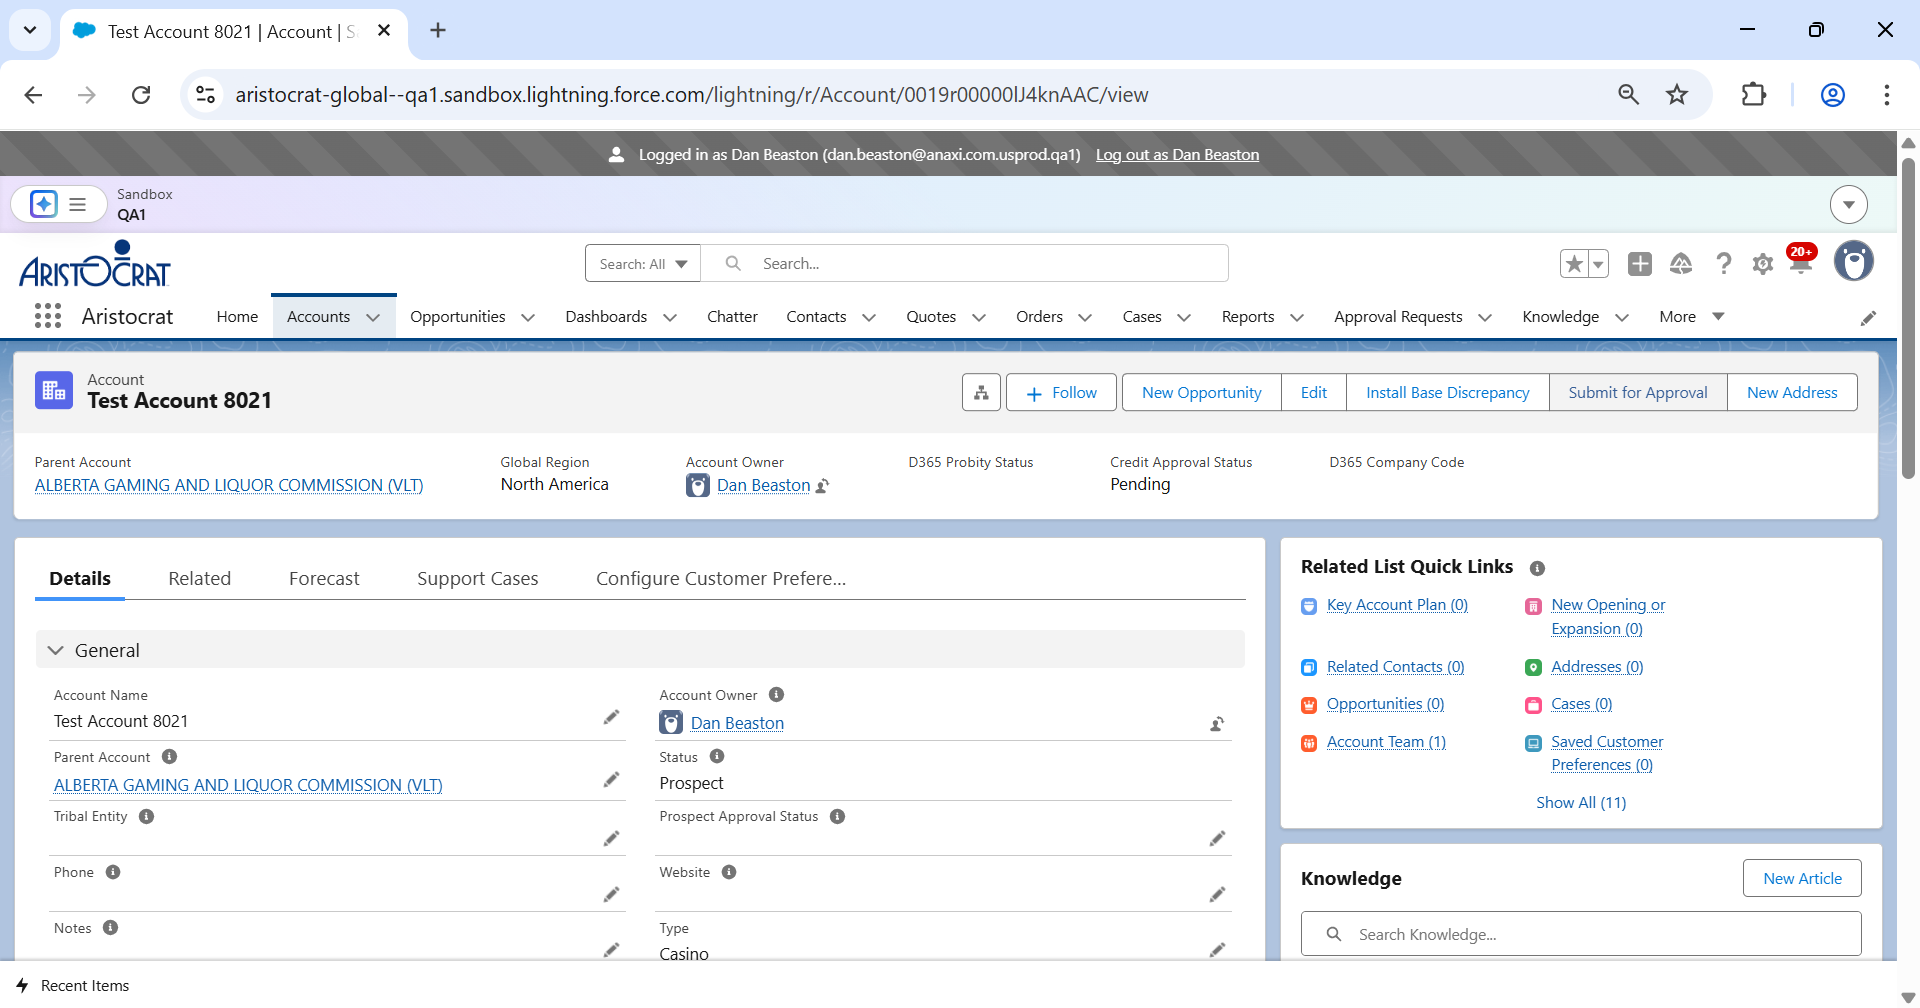 Test Account 8021 | Account | S
aristocrat-global--qa1.sandbox.lightning.force.com/lightning/r/Account/0019r00000lJ4knAAC/view
Logged in as Dan Beaston (dan.beaston@anaxi.com.usprod.qa1) Log out as Dan Beaston
Sandbox
QA1
ARISTOCRAT
Search: All
Search...
20+
Aristocrat Home Accounts Opportunities Dashboards Chatter Contacts Quotes Orders Cases Reports Approval Requests Knowledge More
Account
Test Account 8021
Follow New Opportunity Edit Install Base Discrepancy Submit for Approval New Address
Parent Account Global Region Account Owner D365 Probity Status Credit Approval Status D365 Company Code
ALBERTA GAMING AND LIQUOR COMMISSION (VLT) North America Dan Beaston Pending
Details Related Forecast Support Cases Configure Customer Prefere...
General
Account Name Account Owner
Test Account 8021 Dan Beaston
Parent Account Status
ALBERTA GAMING AND LIQUOR COMMISSION (VLT) Prospect
Tribal Entity Prospect Approval Status
Phone Website
Notes Type
Casino
Related List Quick Links
Key Account Plan (0) New Opening or
Expansion (0)
Related Contacts (0) Addresses (0)
Opportunities (0) Cases (0)
Account Team (1) Saved Customer
Preferences (0)
Show All (11)
Knowledge New Article
Search Knowledge...
Recent Items